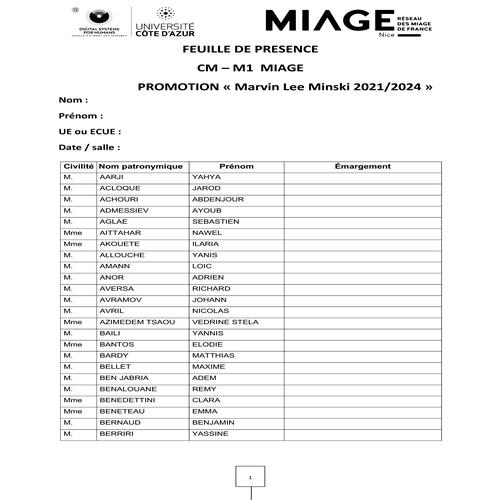 DIGITAL SYSTEMS
FOR HUMANS
UNIVERSITÉ
CÔTE D'AZUR
MIAGE
RÉSEAU
DES MIAGE
DE FRANCE
Nice
FEUILLE DE PRESENCE
CM – M1 MIAGE
PROMOTION « Marvin Lee Minski 2021/2024 »
Nom :
Prénom :
UE ou ECUE :
Date / salle :
Civilité Nom patronymique Prénom Émargement
M. AARJI YAHYA
M. ACLOQUE JAROD
M. ACHOURI ABDENJOUR
M. ADMESSIEV AYOUB
M. AGLAE SEBASTIEN
Mme AITTAHAR NAWEL
Mme AKOUETE ILARIA
M. ALLOUCHE YANIS
M. AMANN LOIC
M. ANOR ADRIEN
M. AVERSA RICHARD
M. AVRAMOV JOHANN
M. AVRIL NICOLAS
Mme AZIMEDEM TSAOU VEDRINE STELA
M. BAILI YANNIS
Mme BANTOS ELODIE
M. BARDY MATTHIAS
M. BELLET MAXIME
M. BEN JABRIA ADEM
M. BENALOUANE REMY
Mme BENEDETTINI CLARA
Mme BENETEAU EMMA
M. BERNAUD BENJAMIN
M. BERRIRI YASSINE
1